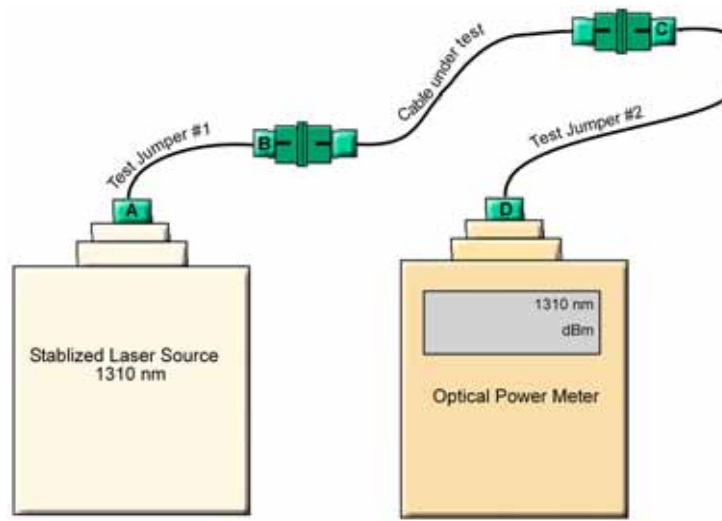 C
Cable under test
Test Jumper #1
B
Test Jumper #2
A
D
1310 nm
dBm
Stablized Laser Source
1310 nm
Optical Power Meter